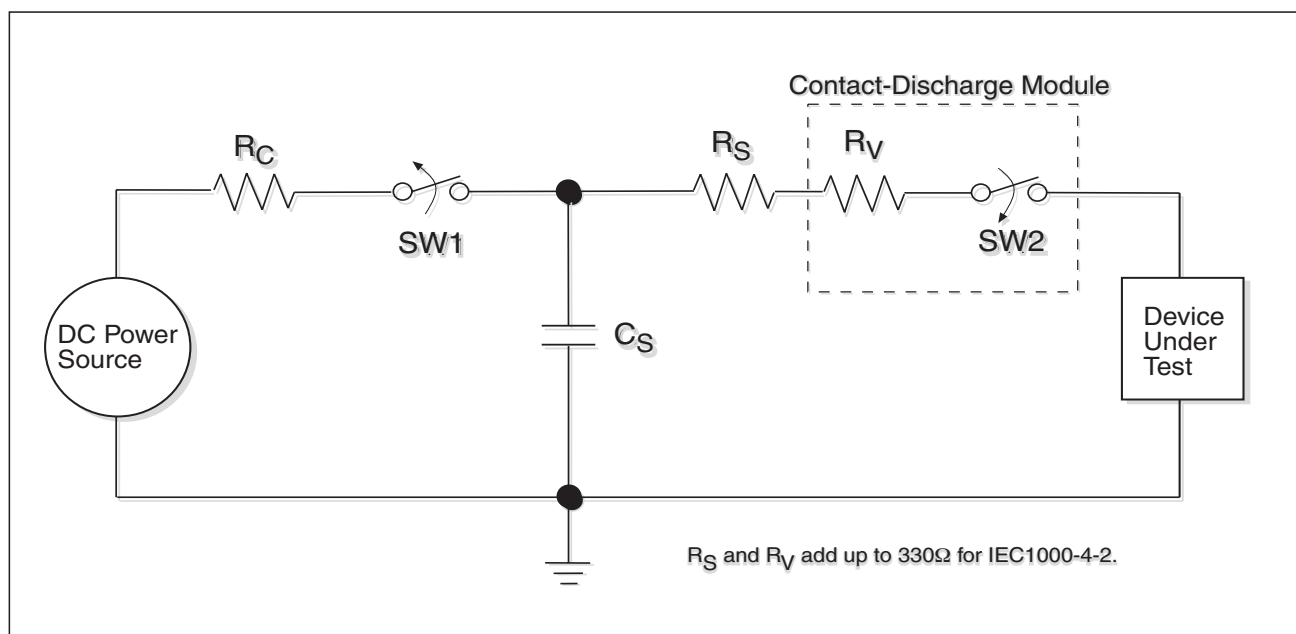 Contact-Discharge Module
RC
RS
RV
SW1
SW2
DC Power
Source
CS
Device
Under
Test
RS and RV add up to 330Ω for IEC1000-4-2.